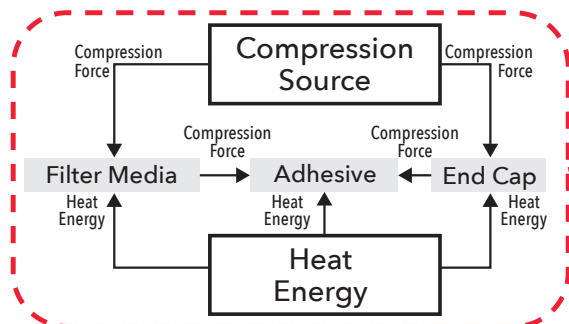 Compression
Force
Compression
Source
Compression
Force
Compression
Force
Compression
Force
Filter Media
Adhesive
End Cap
Heat
Energy
Heat
Energy
Heat
Energy
Heat
Energy